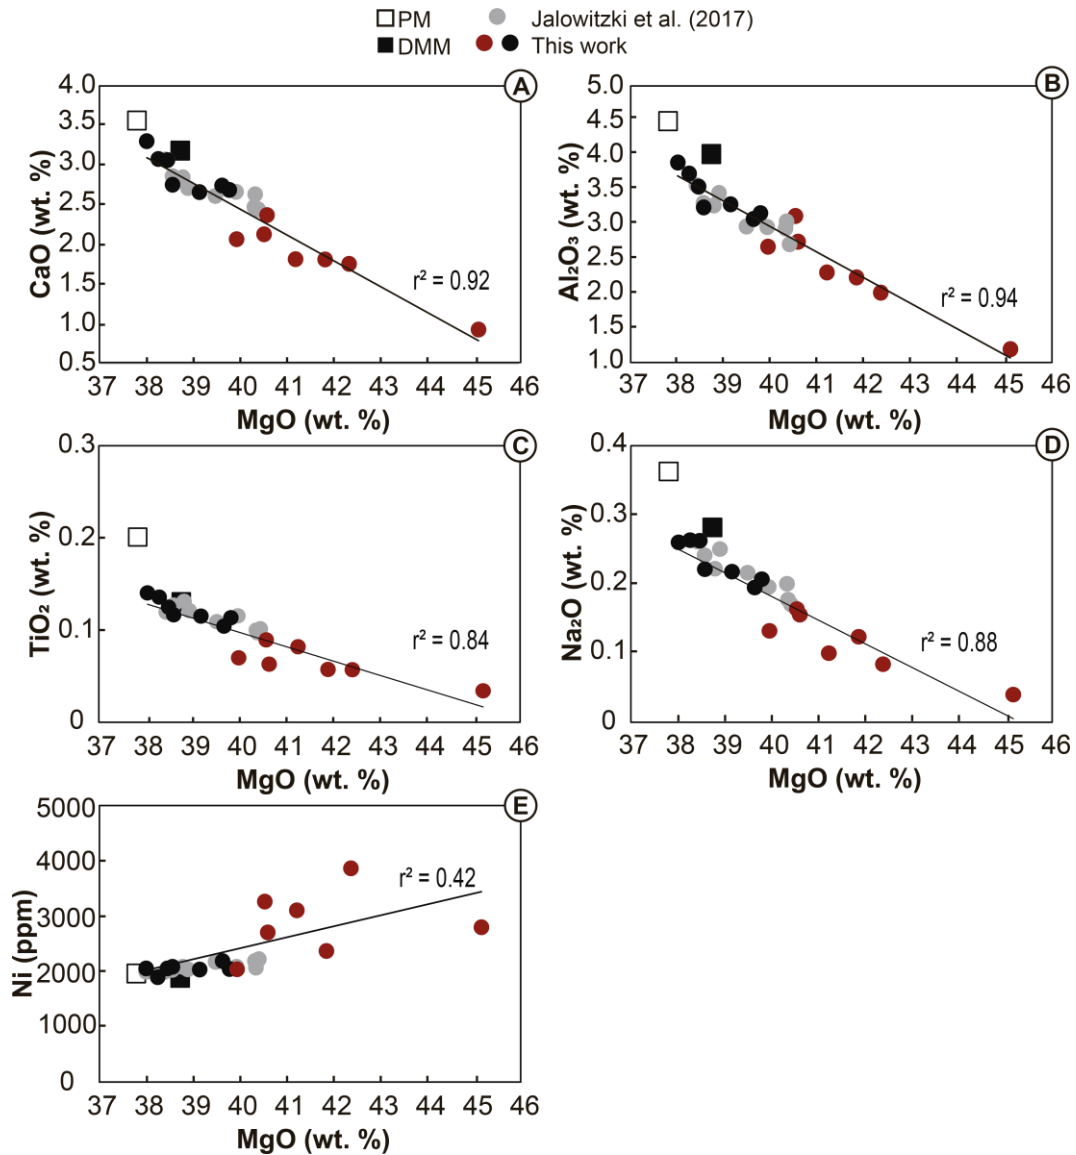 PM Jalowitzki et al. (2017)
DMM This work
A
4.0
3.5
3.0
2.5
2.0
1.5
1.0
0.5
CaO (wt. %)
r² = 0.92
37 38 39 40 41 42 43 44 45 46
MgO (wt. %)
B
5.0
4.5
4.0
3.5
3.0
2.5
2.0
1.5
1.0
Al₂O₃ (wt. %)
r² = 0.94
37 38 39 40 41 42 43 44 45 46
MgO (wt. %)
C
0.3
0.2
0.1
0
TiO₂ (wt. %)
r² = 0.84
37 38 39 40 41 42 43 44 45 46
MgO (wt. %)
D
0.4
0.3
0.2
0.1
0
Na₂O (wt. %)
r² = 0.88
37 38 39 40 41 42 43 44 45 46
MgO (wt. %)
E
5000
4000
3000
2000
1000
0
Ni (ppm)
r² = 0.42
37 38 39 40 41 42 43 44 45 46
MgO (wt. %)